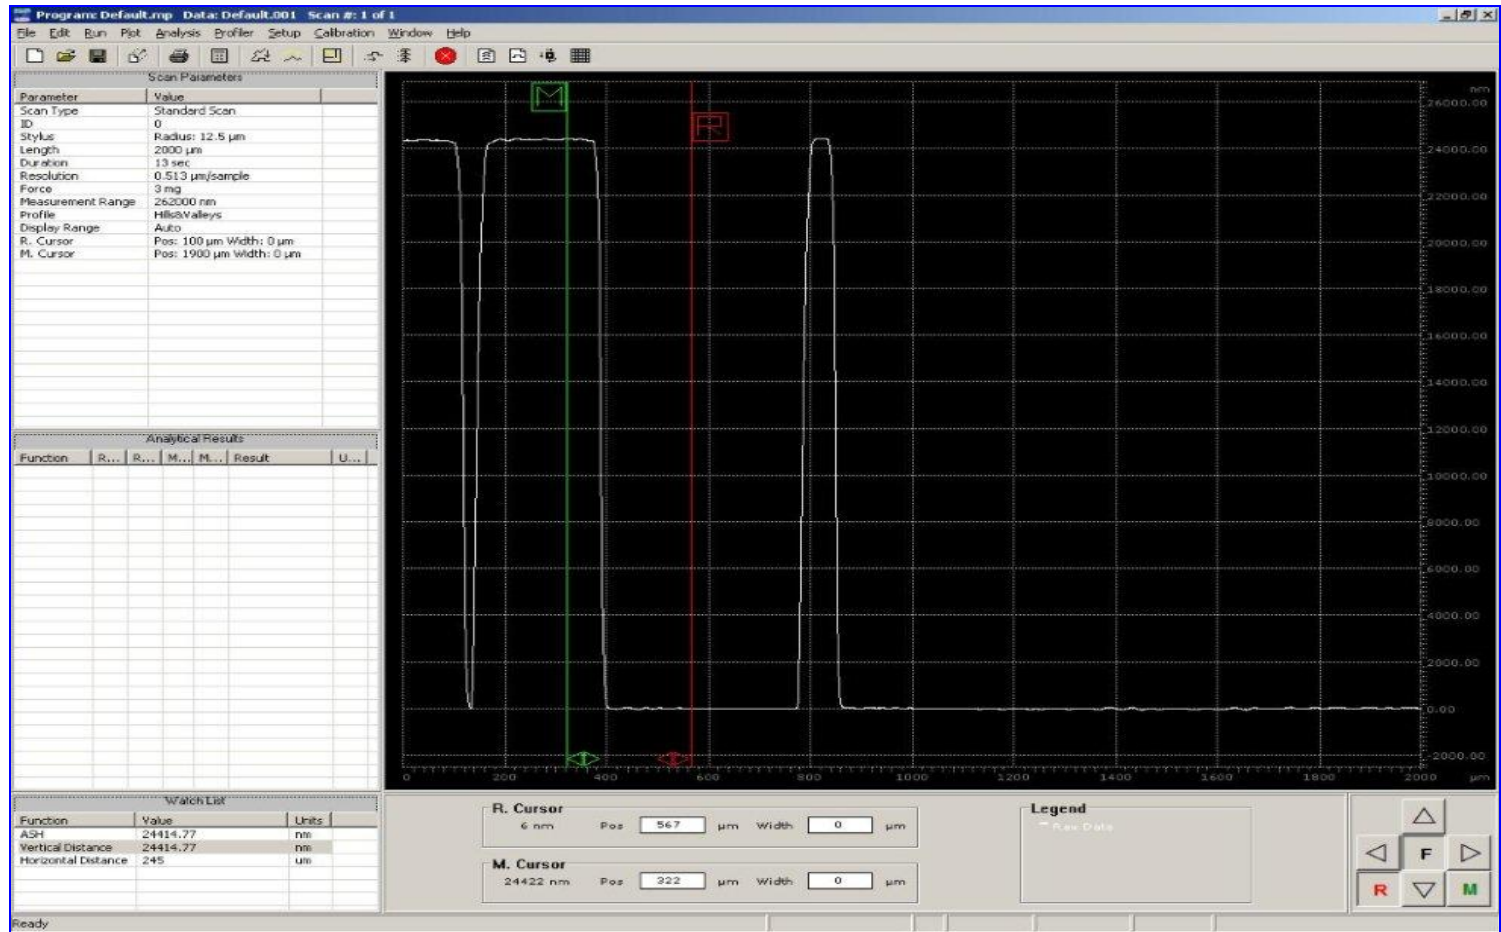 Program: Default.mp Data: Default.001 Scan #: 1 of 1
File Edit Run Plot Analysis Profiler Setup Calibration Window Help
Scan Parameters
Parameter Value
Scan Type Standard Scan
ID 0
Stylus Radius: 12.5 µm
Length 2000 µm
Duration 13 sec
Resolution 0.513 µm/sample
Force 3 mg
Measurement Range 262000 nm
Profile Hills&Valleys
Display Range Auto
R. Cursor Pos: 100 µm Width: 0 µm
M. Cursor Pos: 1900 µm Width: 0 µm
Analytical Results
Function R... R... M... M... Result U...
Watch List
Function Value Units
ASH 24414.77 nm
Vertical Distance 24414.77 nm
Horizontal Distance 245 um
M
R
nm
26000.00
24000.00
22000.00
20000.00
18000.00
16000.00
14000.00
12000.00
10000.00
8000.00
6000.00
4000.00
2000.00
0.00
-2000.00
0 200 400 600 800 1000 1200 1400 1600 1800 2000 µm
R. Cursor
6 nm Pos 567 µm Width 0 µm
M. Cursor
24422 nm Pos 322 µm Width 0 µm
Legend
Raw Data
F
R M
Ready